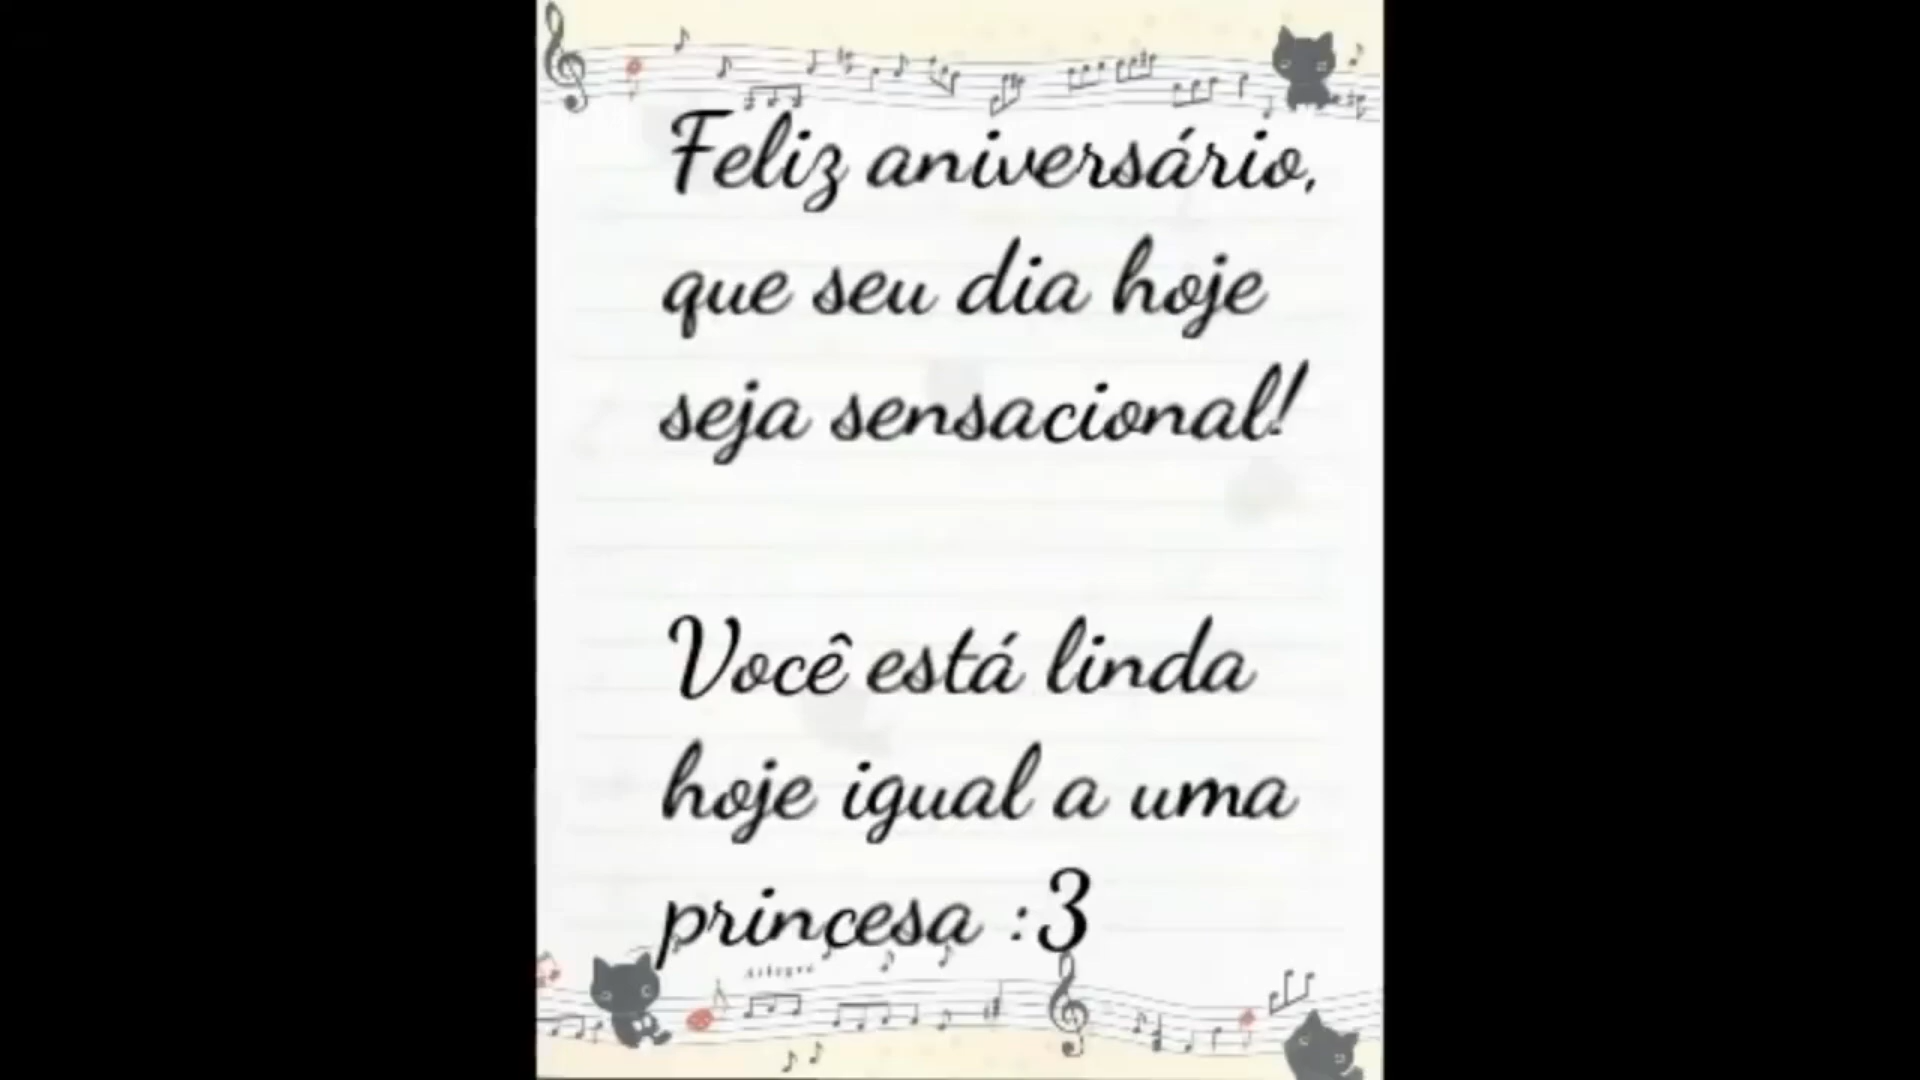 Feliz aniversário,
que seu dia hoje
seja sensacional!
Você está linda
hoje igual a uma
princesa :3